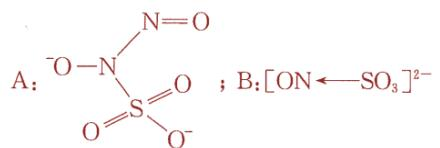 N=O
A: ⁻O—N
S O ; B:[ON←SO₃]²⁻
O O⁻